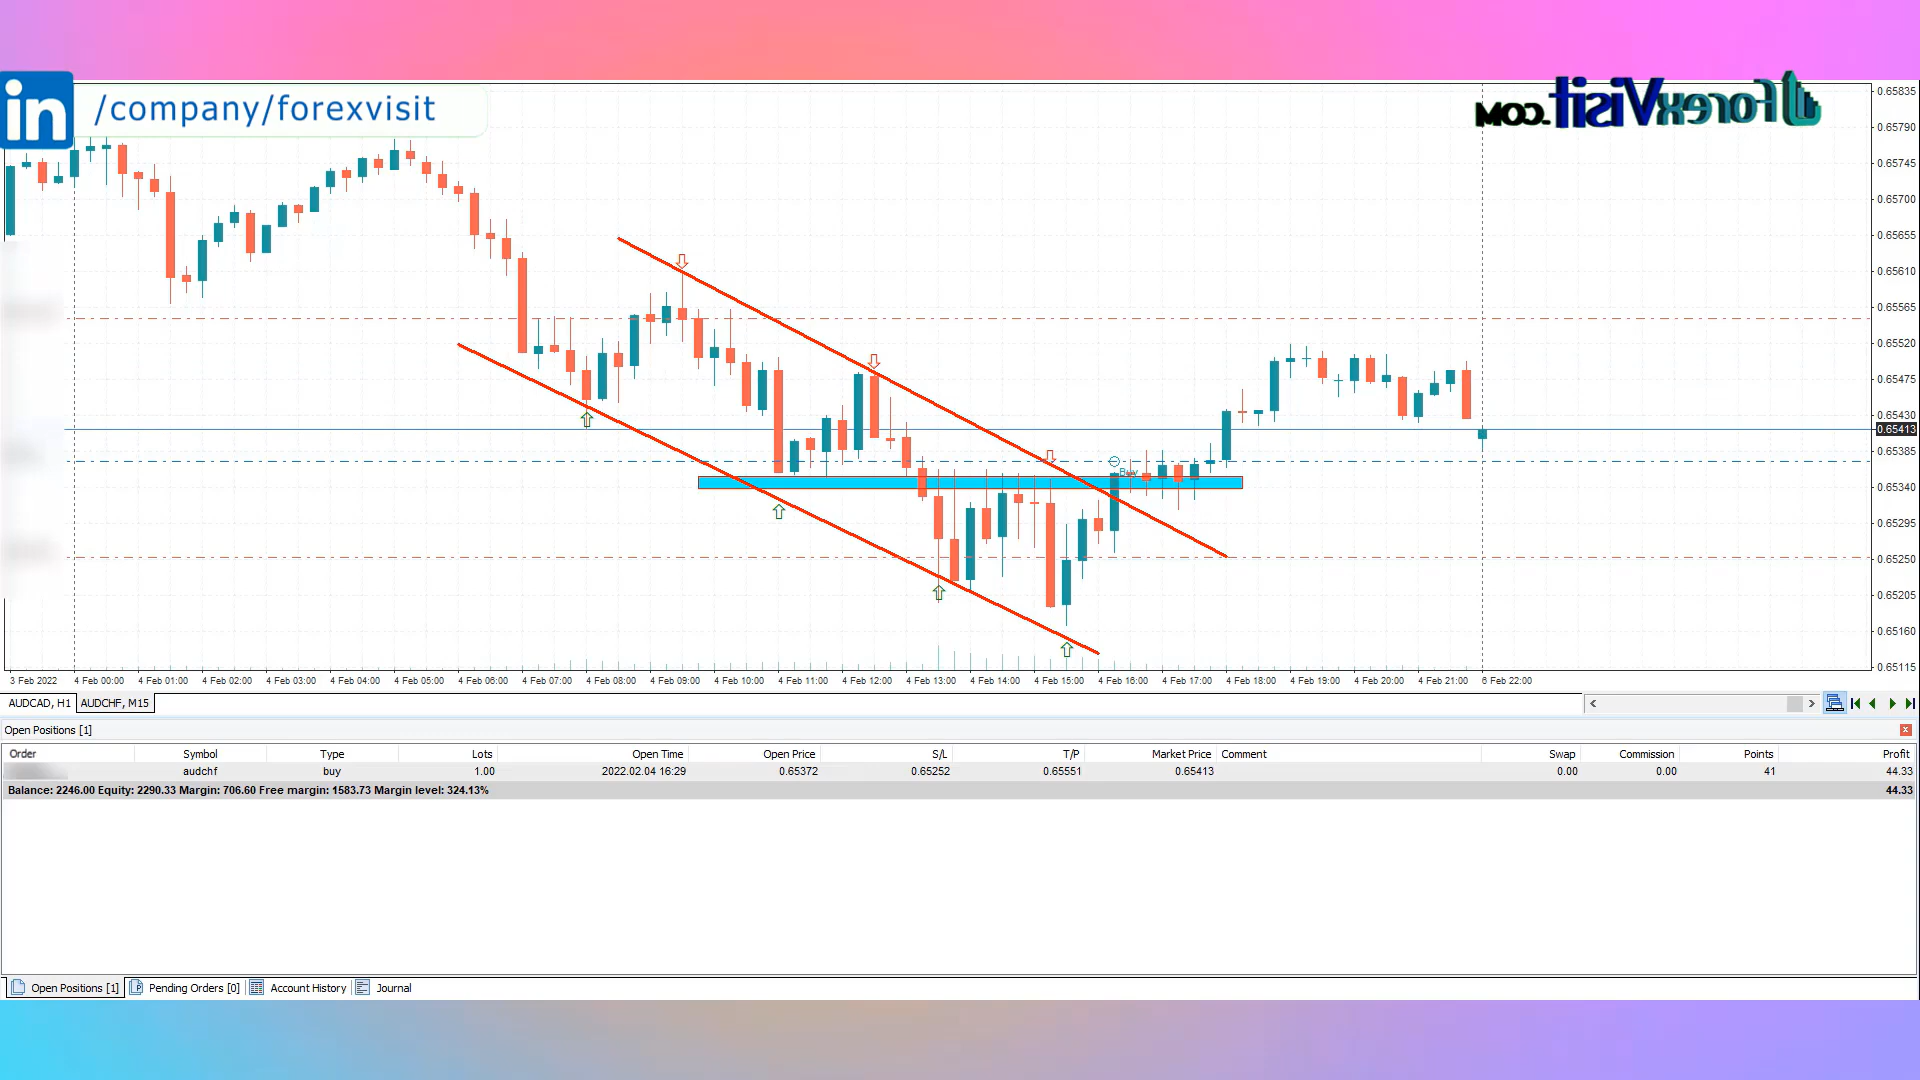 /company/forexvisit
ForexVisit.com
0.65835
0.65790
0.65745
0.65700
0.65655
0.65610
0.65565
0.65520
0.65475
0.65430
0.65413
0.65385
0.65340
0.65295
0.65250
0.65205
0.65160
0.65115
Buy
3 Feb 2022 4 Feb 00:00 4 Feb 01:00 4 Feb 02:00 4 Feb 03:00 4 Feb 04:00 4 Feb 05:00 4 Feb 06:00 4 Feb 07:00 4 Feb 08:00 4 Feb 09:00 4 Feb 10:00 4 Feb 11:00 4 Feb 12:00 4 Feb 13:00 4 Feb 14:00 4 Feb 15:00 4 Feb 16:00 4 Feb 17:00 4 Feb 18:00 4 Feb 19:00 4 Feb 20:00 4 Feb 21:00 6 Feb 22:00
AUDCAD, H1 AUDCHF, M15
Open Positions [1]
Order Symbol Type Lots Open Time Open Price S/L T/P Market Price Comment Swap Commission Points Profit
audchf buy 1.00 2022.02.04 16:29 0.65372 0.65252 0.65551 0.65413 0.00 0.00 41 44.33
Balance: 2246.00 Equity: 2290.33 Margin: 706.60 Free margin: 1583.73 Margin level: 324.13% 44.33
Open Positions [1] Pending Orders [0] Account History Journal